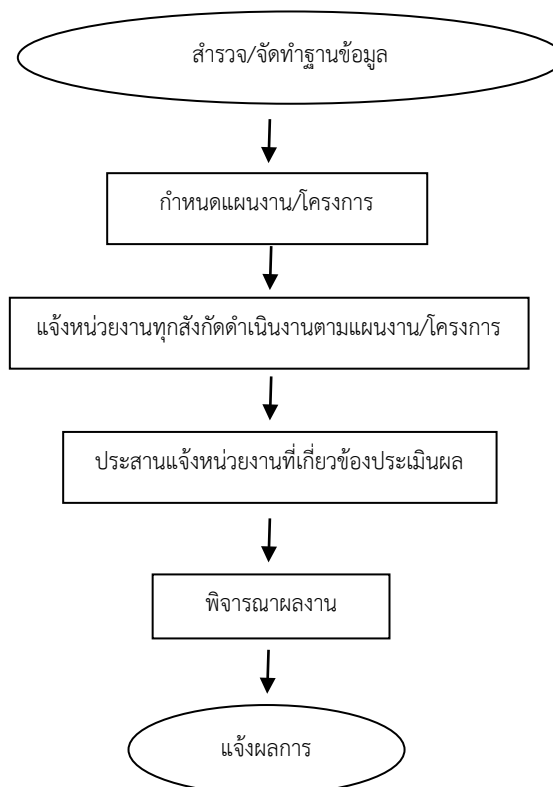 สำรวจ/จัดทำฐานข้อมูล
กำหนดแผนงาน/โครงการ
แจ้งหน่วยงานทุกสังกัดดำเนินงานตามแผนงาน/โครงการ
ประสานแจ้งหน่วยงานที่เกี่ยวข้องประเมินผล
พิจารณาผลงาน
แจ้งผลการ